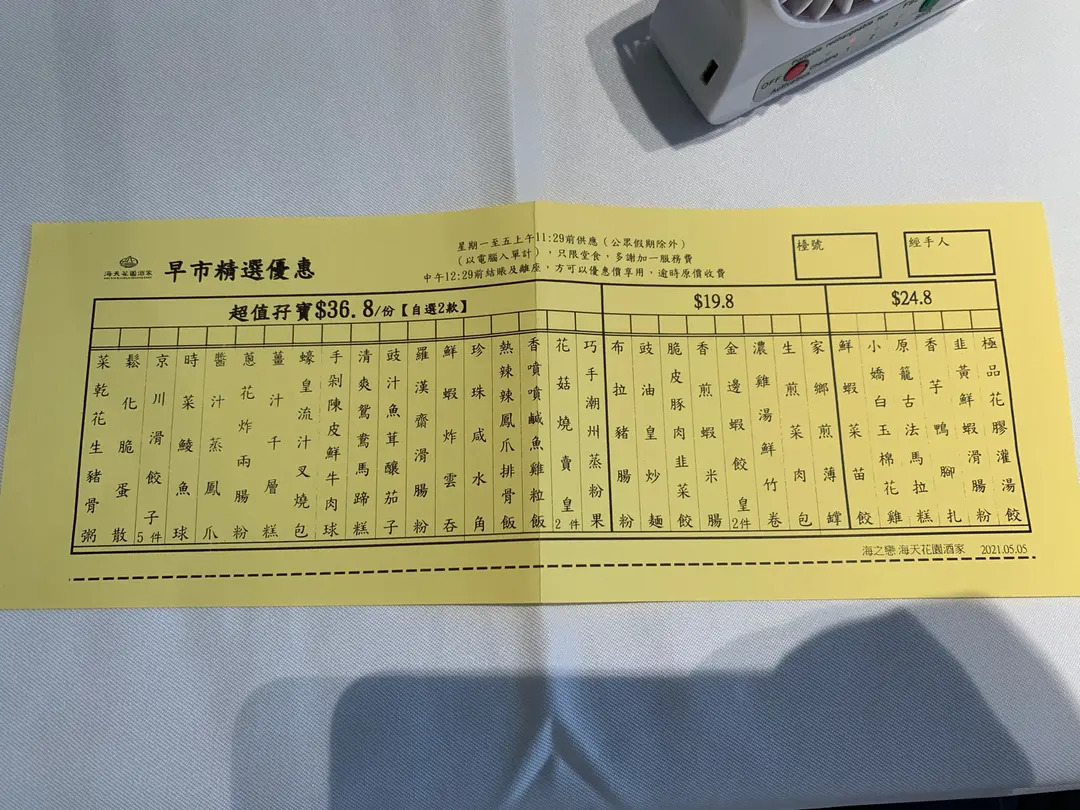 海天花園酒家
早市精選優惠
星期一至五上午11:29前供應（公眾假期除外）
（以電腦入單計），只限堂食，多謝加一服務費
中午12:29前結賬及離座，方可以優惠價享用，逾時原價收費
檯號
經手人
超值孖寶$36.8/份【自選2款】
菜乾花生豬骨粥
鬆化脆蛋散
京川滑餃子5件
時菜鯪魚球
醬汁蒸鳳爪
蔥花炸兩腸粉
薑汁千層糕
蠔皇流汁叉燒包
手剁陳皮鮮牛肉球
清爽鴛鴦馬蹄糕
豉汁魚茸釀茄子
羅漢齋滑腸粉
鮮蝦炸雲吞
珍珠咸水角
熱辣辣鳳爪排骨飯
香噴噴鹹魚雞粒飯
花菇燒賣皇2件
巧手潮州蒸粉果
$19.8
布拉豬腸粉
豉油皇炒麵
脆皮豚肉韭菜餃
香煎蝦米腸
金邊蝦餃皇2件
濃雞湯鮮竹卷
生煎菜肉包
家鄉煎薄罉
$24.8
鮮蝦菜苗餃
小嬌白玉棉花雞
原籠古法馬拉糕
香芋鴨腳扎
韭黃鮮蝦滑腸粉
極品花膠灌湯餃
海之戀 海天花園酒家 2021.05.05
OFF
Portable rechargeable fan